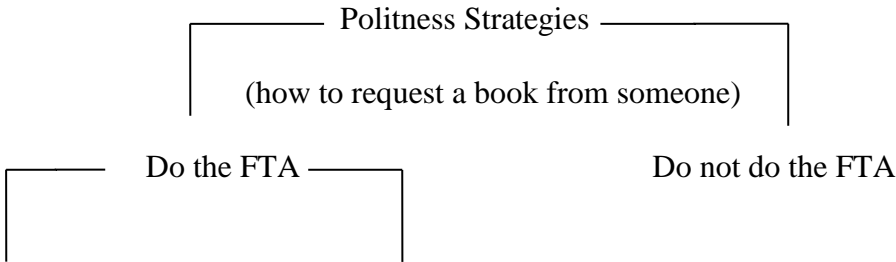 Politness Strategies
(how to request a book from someone)
Do the FTA Do not do the FTA